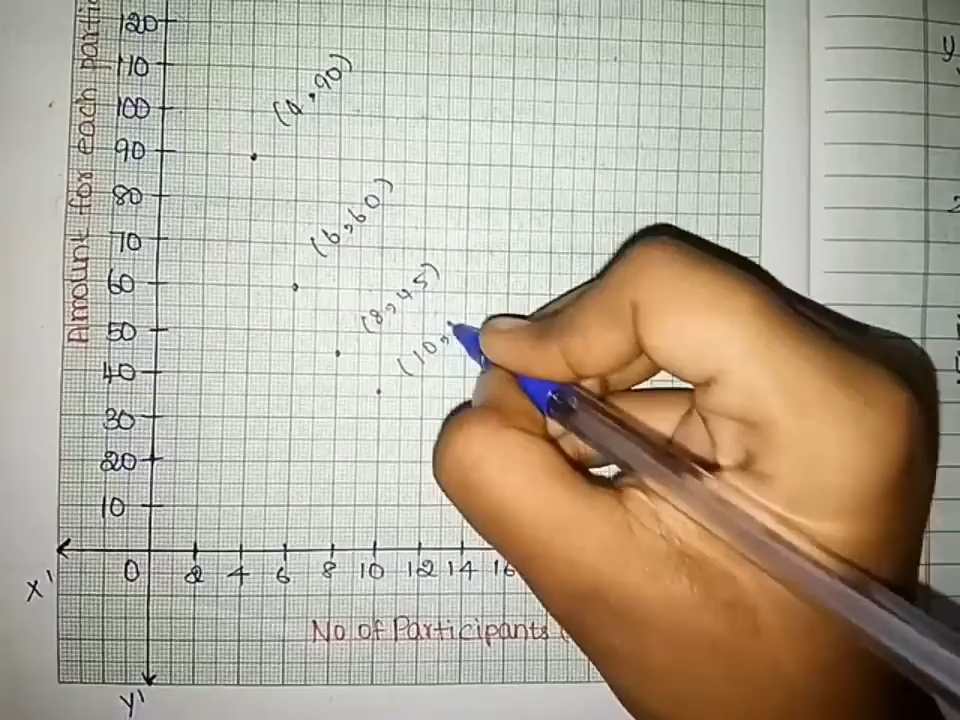 120
110
100
90
80
70
60
50
40
30
20
10
Amount for each
(4,90)
(6,60)
(8,45)
(10,
0 2 4 6 8 10 12 14 16
X'
No of Participants
Y'
y